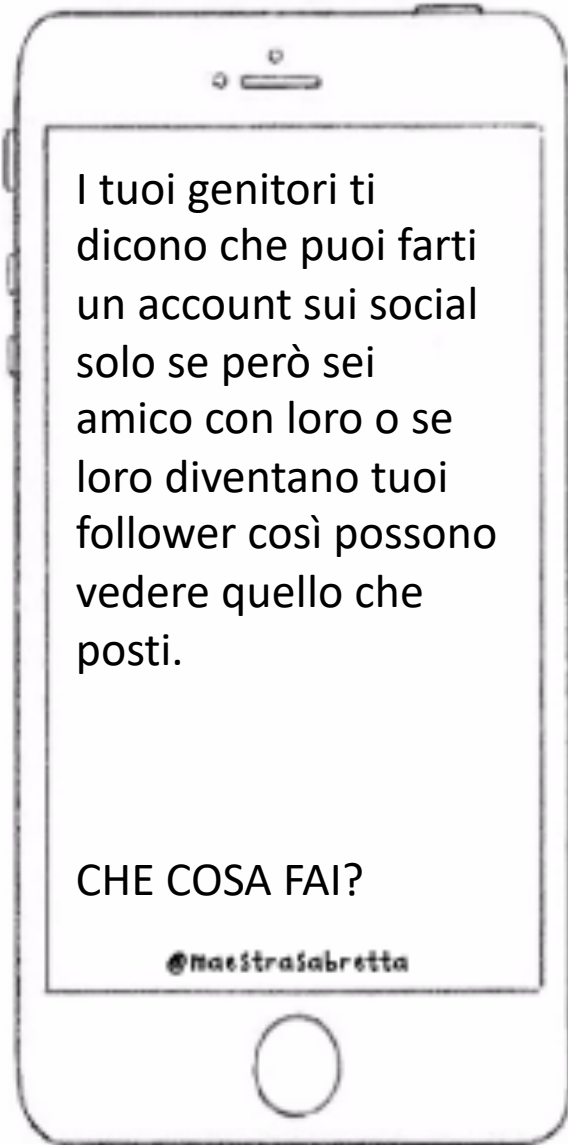 I tuoi genitori ti
dicono che puoi farti
un account sui social
solo se però sei
amico con loro o se
loro diventano tuoi
follower così possono
vedere quello che
posti.
CHE COSA FAI?
@maestrasabretta